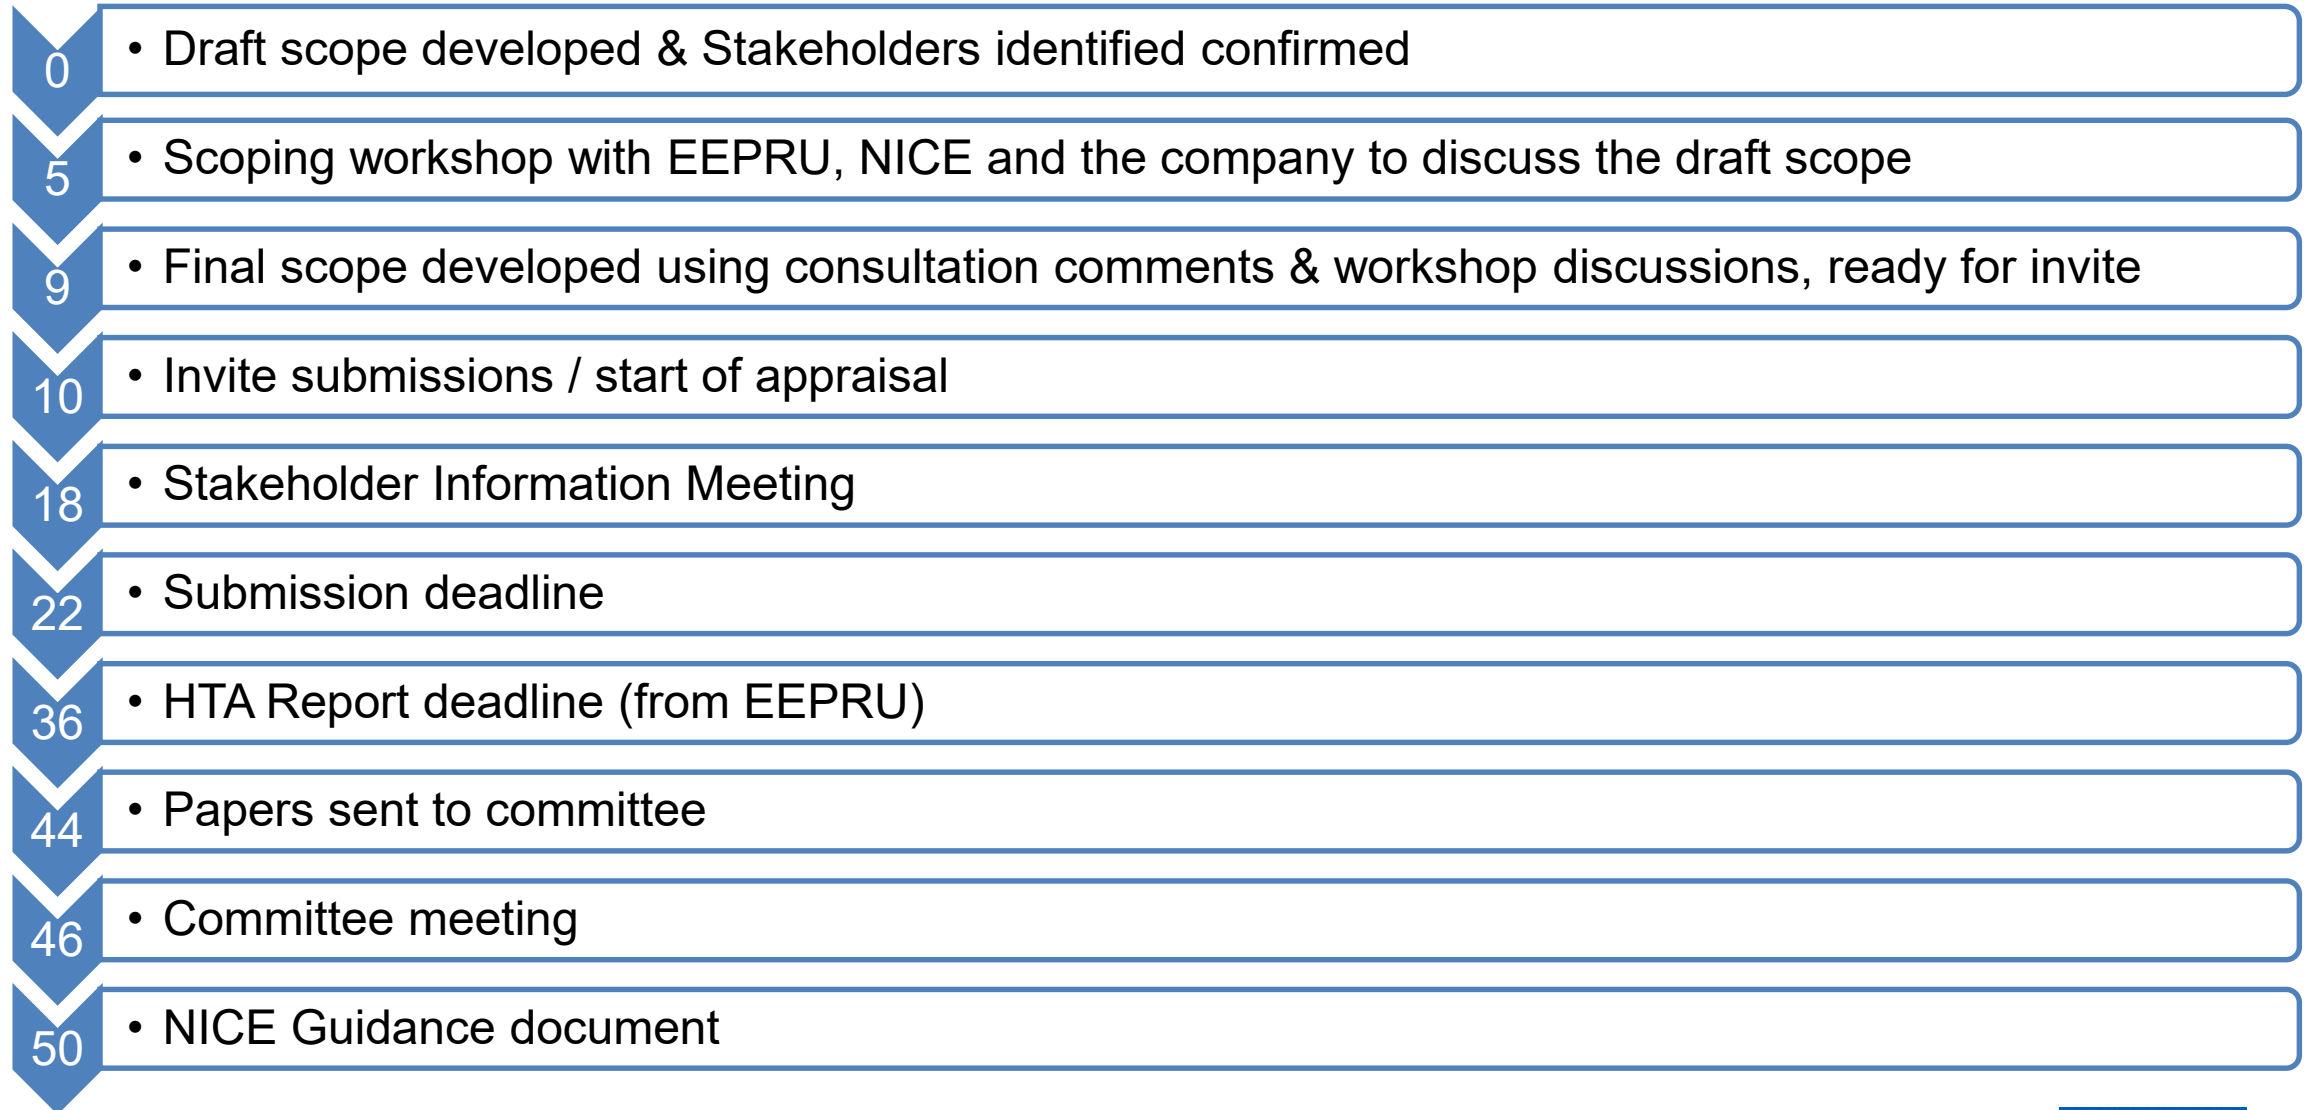 0
• Draft scope developed & Stakeholders identified confirmed
5
• Scoping workshop with EEPRU, NICE and the company to discuss the draft scope
9
• Final scope developed using consultation comments & workshop discussions, ready for invite
10
• Invite submissions / start of appraisal
18
• Stakeholder Information Meeting
22
• Submission deadline
36
• HTA Report deadline (from EEPRU)
44
• Papers sent to committee
46
• Committee meeting
50
• NICE Guidance document